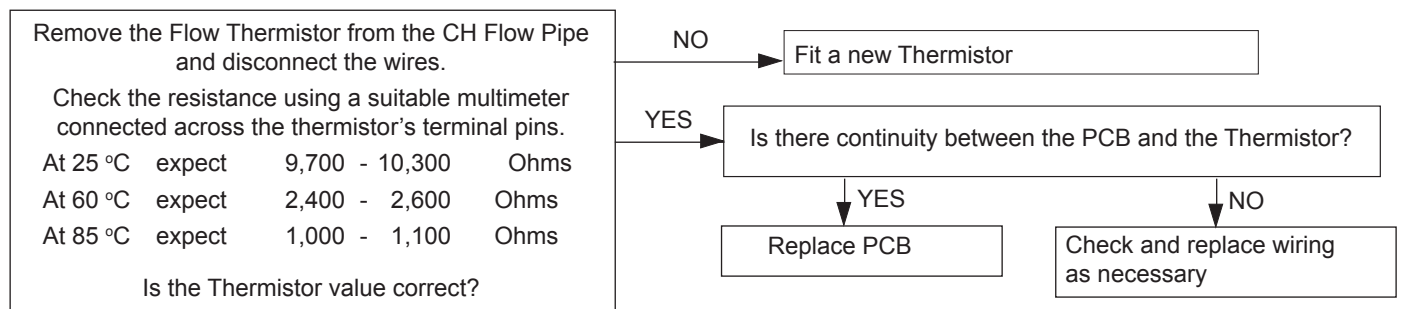 Remove the Flow Thermistor from the CH Flow Pipe
and disconnect the wires.
Check the resistance using a suitable multimeter
connected across the thermistor's terminal pins.
At 25 °C expect 9,700 - 10,300 Ohms
At 60 °C expect 2,400 - 2,600 Ohms
At 85 °C expect 1,000 - 1,100 Ohms
Is the Thermistor value correct?
NO
Fit a new Thermistor
YES
Is there continuity between the PCB and the Thermistor?
YES
Replace PCB
NO
Check and replace wiring
as necessary